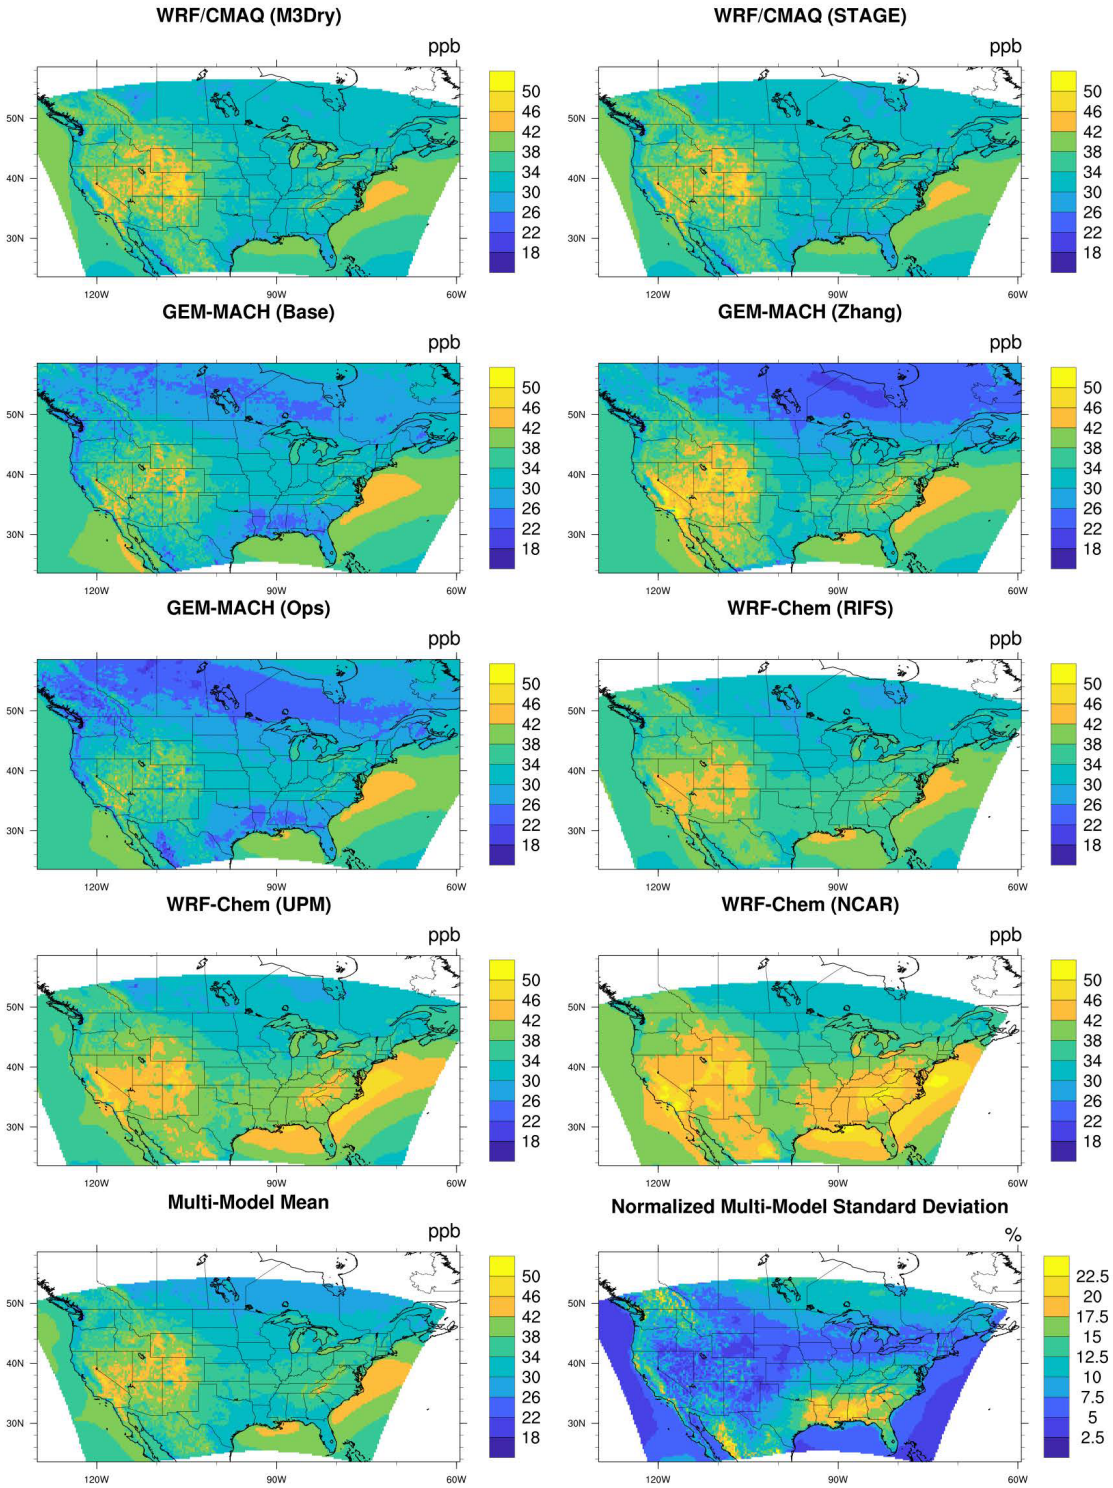 WRF/CMAQ (M3Dry)
ppb
50N
40N
30N
120W 90W 60W
50
46
42
38
34
30
26
22
18
WRF/CMAQ (STAGE)
ppb
50N
40N
30N
120W 90W 60W
50
46
42
38
34
30
26
22
18
GEM-MACH (Base)
ppb
50N
40N
30N
120W 90W 60W
50
46
42
38
34
30
26
22
18
GEM-MACH (Zhang)
ppb
50N
40N
30N
120W 90W 60W
50
46
42
38
34
30
26
22
18
GEM-MACH (Ops)
ppb
50N
40N
30N
120W 90W 60W
50
46
42
38
34
30
26
22
18
WRF-Chem (RIFS)
ppb
50N
40N
30N
120W 90W 60W
50
46
42
38
34
30
26
22
18
WRF-Chem (UPM)
ppb
50N
40N
30N
120W 90W 60W
50
46
42
38
34
30
26
22
18
WRF-Chem (NCAR)
ppb
50N
40N
30N
120W 90W 60W
50
46
42
38
34
30
26
22
18
Multi-Model Mean
ppb
50N
40N
30N
120W 90W 60W
50
46
42
38
34
30
26
22
18
Normalized Multi-Model Standard Deviation
%
50N
40N
30N
120W 90W 60W
22.5
20
17.5
15
12.5
10
7.5
5
2.5